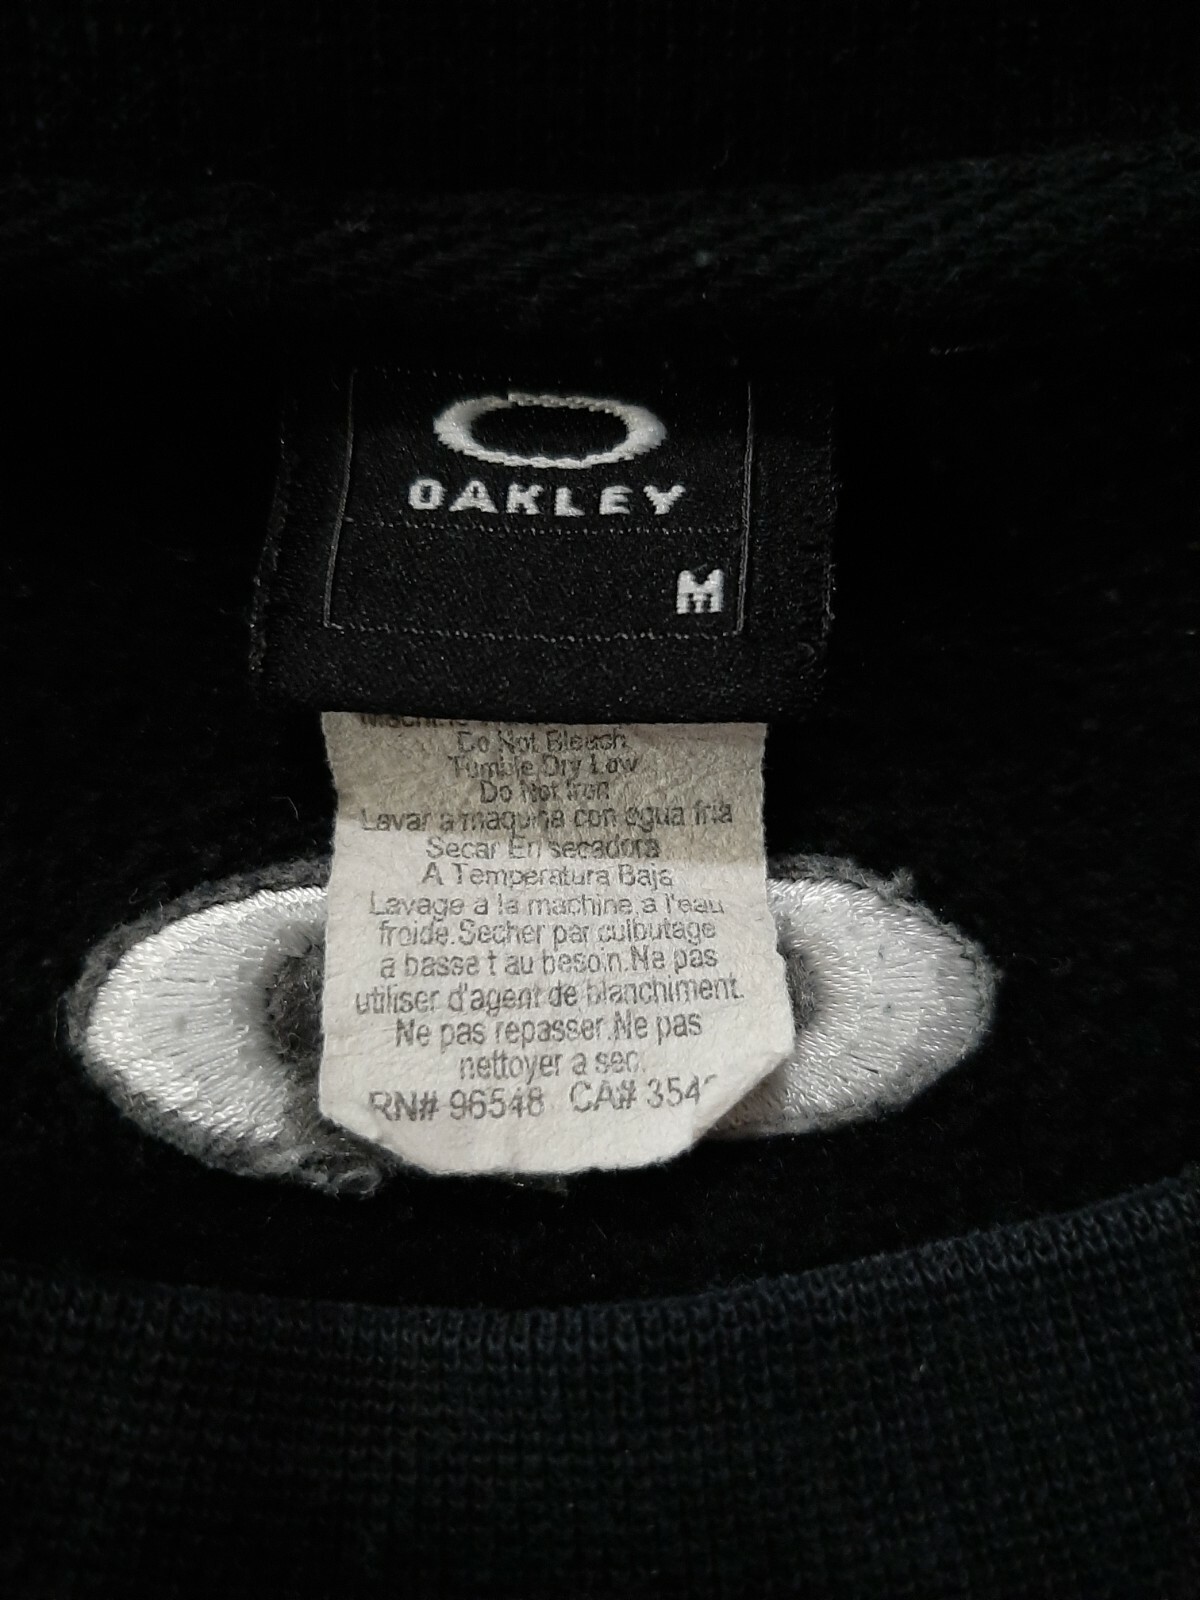 OAKLEY
M
Do Not Bleach
Tumble Dry Low
Do Not Iron
Lavar a maquina con agua fria
Secar En secadora
A Temperatura Baja
Lavage a la machine a l'eau
froide.Secher par culbutage
a basse t au besoin.Ne pas
utiliser d'agent de blanchiment.
Ne pas repasser.Ne pas
nettoyer a sec.
RN# 96548 CA# 354